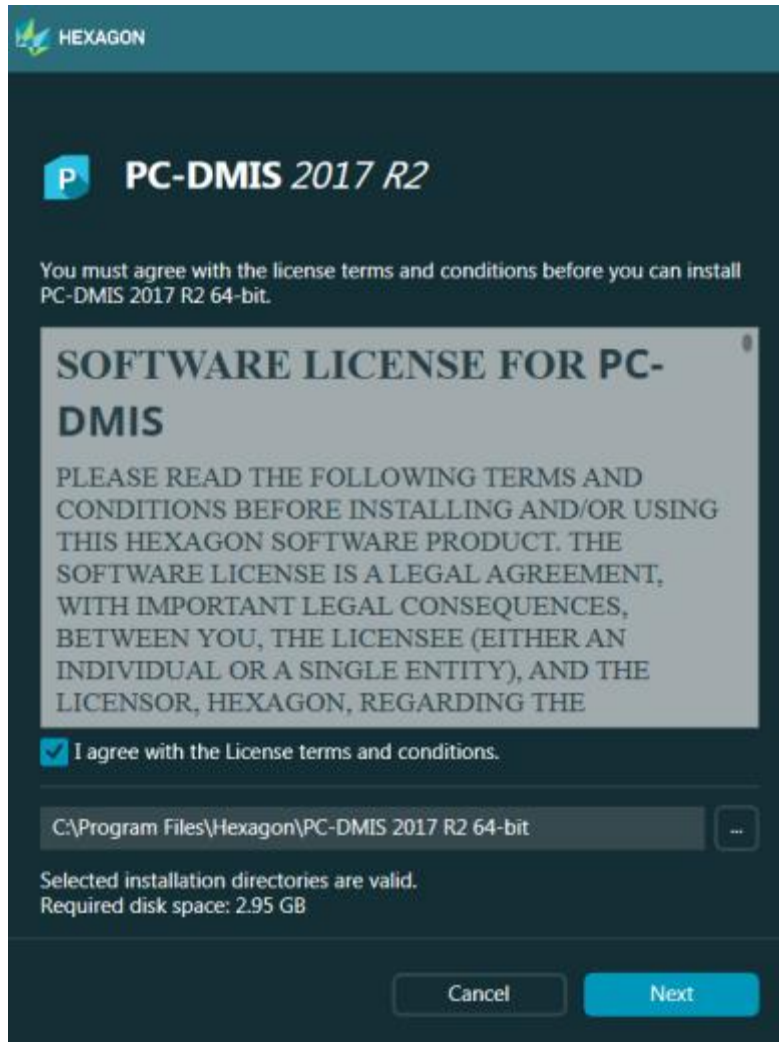 HEXAGON
P
PC-DMIS 2017 R2
You must agree with the license terms and conditions before you can install
PC-DMIS 2017 R2 64-bit.
SOFTWARE LICENSE FOR PC-
DMIS
PLEASE READ THE FOLLOWING TERMS AND
CONDITIONS BEFORE INSTALLING AND/OR USING
THIS HEXAGON SOFTWARE PRODUCT. THE
SOFTWARE LICENSE IS A LEGAL AGREEMENT,
WITH IMPORTANT LEGAL CONSEQUENCES,
BETWEEN YOU, THE LICENSEE (EITHER AN
INDIVIDUAL OR A SINGLE ENTITY), AND THE
LICENSOR, HEXAGON, REGARDING THE
I agree with the License terms and conditions.
C:\Program Files\Hexagon\PC-DMIS 2017 R2 64-bit
...
Selected installation directories are valid.
Required disk space: 2.95 GB
Cancel
Next